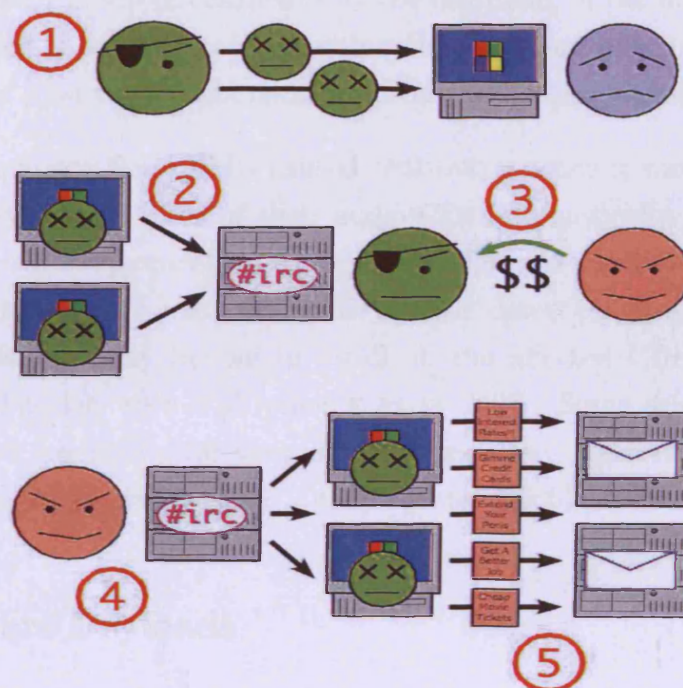 1
2
3
#irc
$$
Low
Interest
Rates!!
Gimme
Credit
Cards
Extend
Your
Penis
Get A
Better
Job
Cheap
Movie
Tickets
#irc
4
5